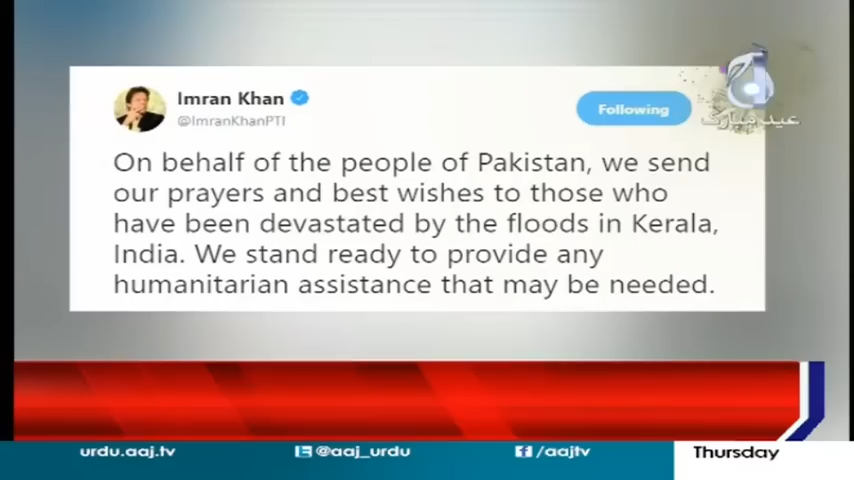 Imran Khan
@ImranKhanPTI
Following
عید مبارک
On behalf of the people of Pakistan, we send
our prayers and best wishes to those who
have been devastated by the floods in Kerala,
India. We stand ready to provide any
humanitarian assistance that may be needed.
urdu.aaj.tv
@aaj_urdu
/aajtv
Thursday